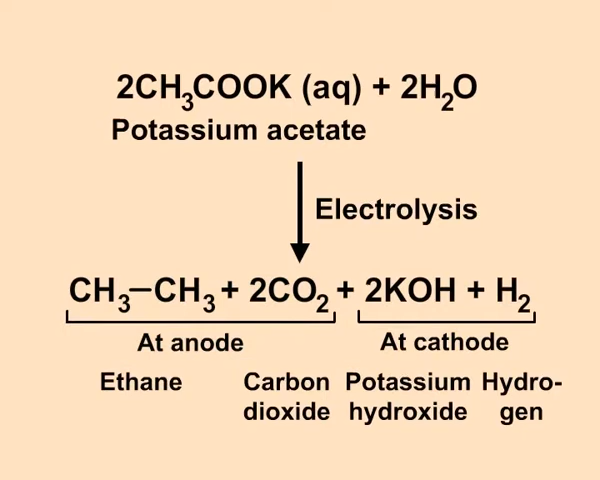 2CH₃COOK (aq) + 2H₂O
Potassium acetate
Electrolysis
CH₃–CH₃ + 2CO₂ + 2KOH + H₂
At anode At cathode
Ethane Carbon dioxide Potassium hydroxide Hydro-gen